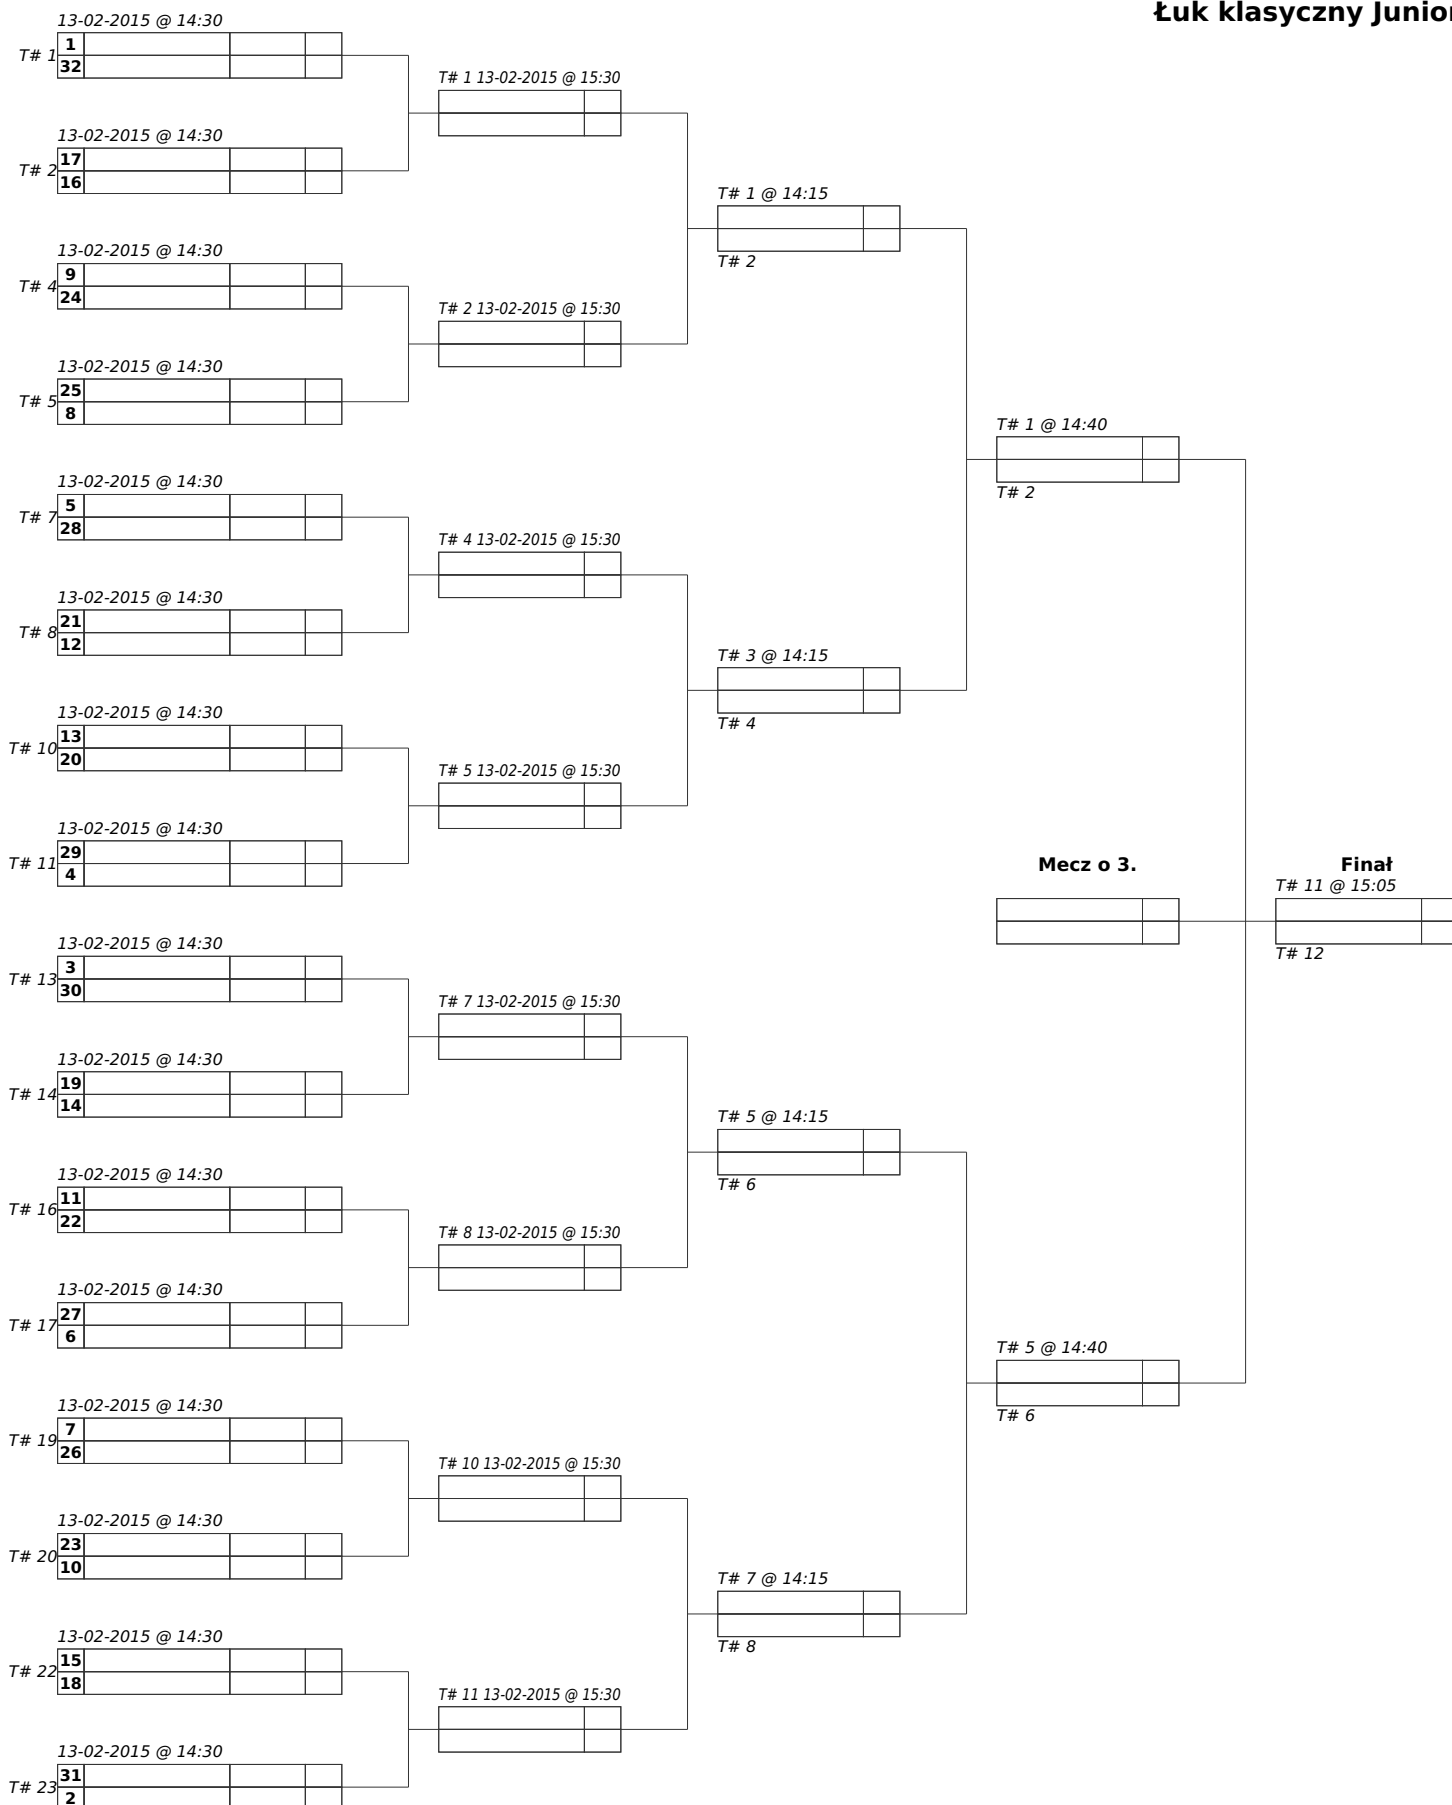 Łuk klasyczny Junior
13-02-2015 @ 14:30
T# 1
1
32
13-02-2015 @ 14:30
T# 2
17
16
13-02-2015 @ 14:30
T# 4
9
24
13-02-2015 @ 14:30
T# 5
25
8
13-02-2015 @ 14:30
T# 7
5
28
13-02-2015 @ 14:30
T# 8
21
12
13-02-2015 @ 14:30
T# 10
13
20
13-02-2015 @ 14:30
T# 11
29
4
13-02-2015 @ 14:30
T# 13
3
30
13-02-2015 @ 14:30
T# 14
19
14
13-02-2015 @ 14:30
T# 16
11
22
13-02-2015 @ 14:30
T# 17
27
6
13-02-2015 @ 14:30
T# 19
7
26
13-02-2015 @ 14:30
T# 20
23
10
13-02-2015 @ 14:30
T# 22
15
18
13-02-2015 @ 14:30
T# 23
31
2
T# 1 13-02-2015 @ 15:30
T# 2 13-02-2015 @ 15:30
T# 4 13-02-2015 @ 15:30
T# 5 13-02-2015 @ 15:30
T# 7 13-02-2015 @ 15:30
T# 8 13-02-2015 @ 15:30
T# 10 13-02-2015 @ 15:30
T# 11 13-02-2015 @ 15:30
T# 1 @ 14:15
T# 2
T# 3 @ 14:15
T# 4
T# 5 @ 14:15
T# 6
T# 7 @ 14:15
T# 8
T# 1 @ 14:40
T# 2
Mecz o 3.
T# 5 @ 14:40
T# 6
Finał
T# 11 @ 15:05
T# 12